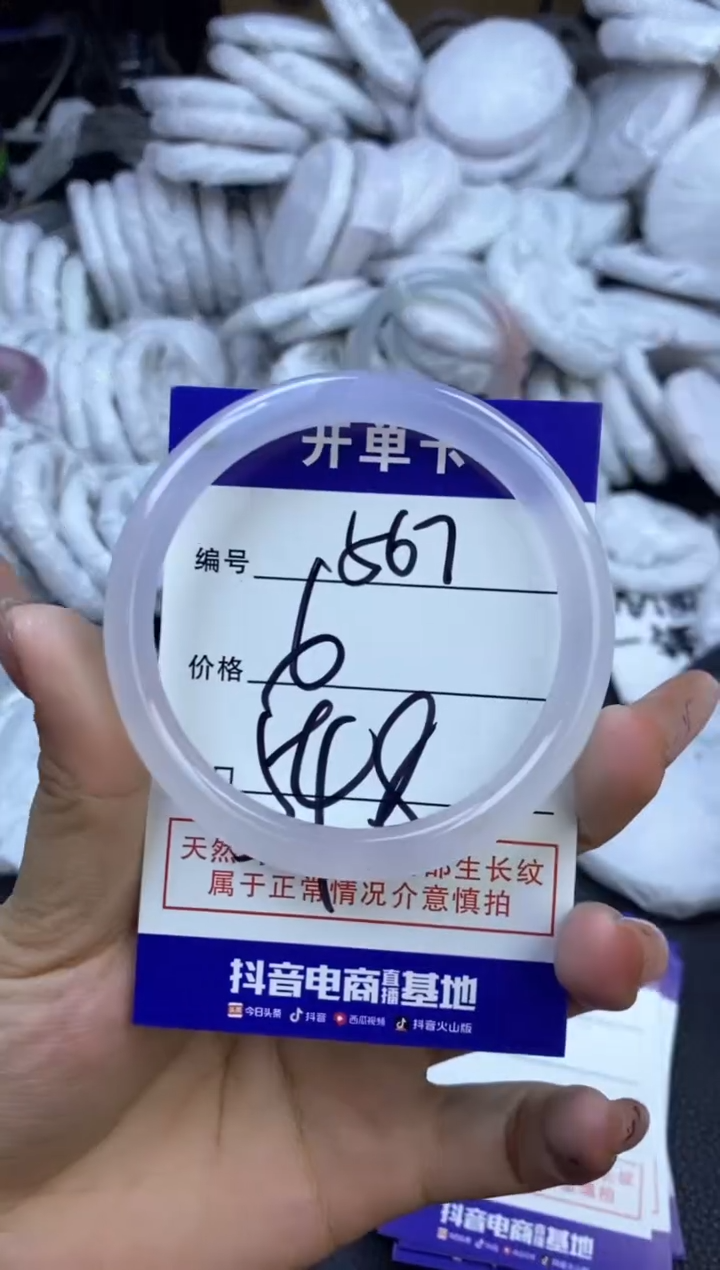 开单卡
编号 567
价格 6
天然 部生长纹
属于正常情况介意慎拍
抖音电商直播基地
今日头条 抖音 西瓜视频 抖音火山版
抖音电商直播基地